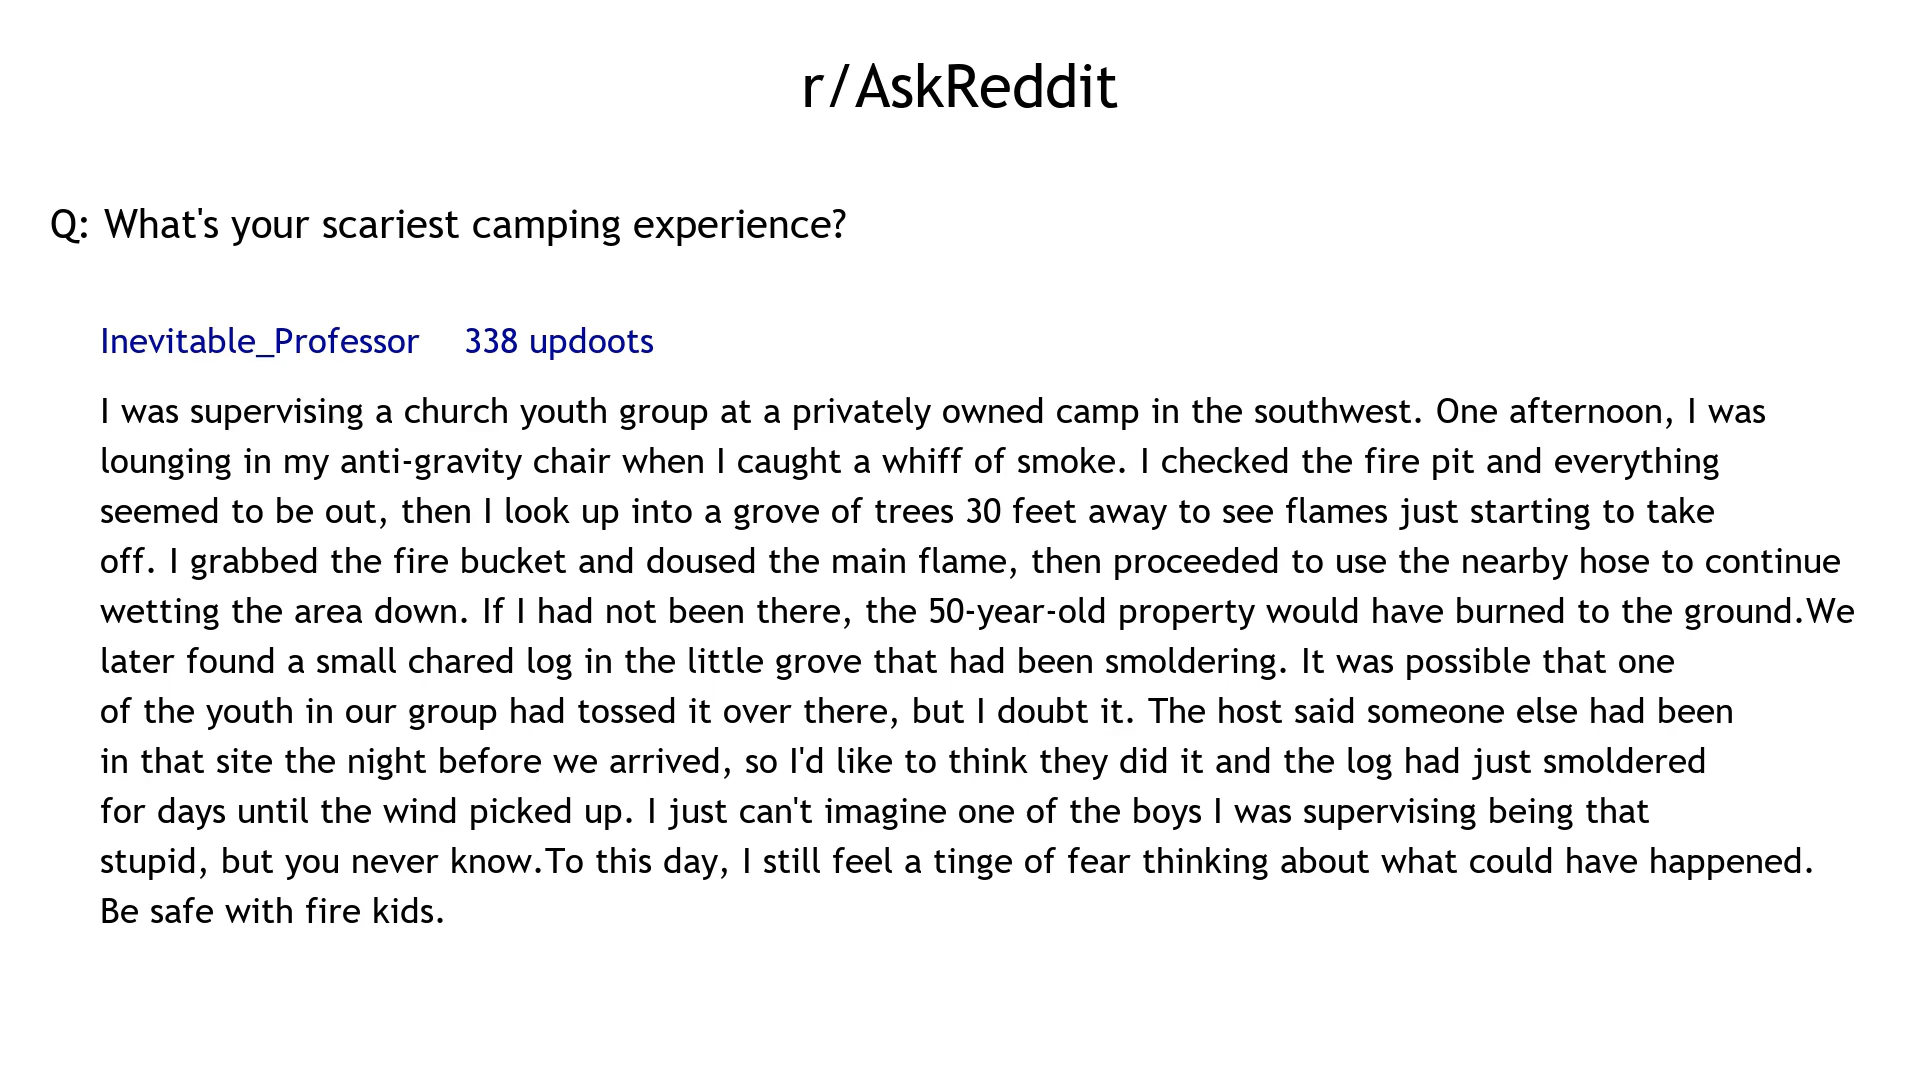 r/AskReddit
Q: What's your scariest camping experience?
Inevitable_Professor 338 updoots
I was supervising a church youth group at a privately owned camp in the southwest. One afternoon, I was
lounging in my anti-gravity chair when I caught a whiff of smoke. I checked the fire pit and everything
seemed to be out, then I look up into a grove of trees 30 feet away to see flames just starting to take
off. I grabbed the fire bucket and doused the main flame, then proceeded to use the nearby hose to continue
wetting the area down. If I had not been there, the 50-year-old property would have burned to the ground.We
later found a small chared log in the little grove that had been smoldering. It was possible that one
of the youth in our group had tossed it over there, but I doubt it. The host said someone else had been
in that site the night before we arrived, so I'd like to think they did it and the log had just smoldered
for days until the wind picked up. I just can't imagine one of the boys I was supervising being that
stupid, but you never know.To this day, I still feel a tinge of fear thinking about what could have happened.
Be safe with fire kids.